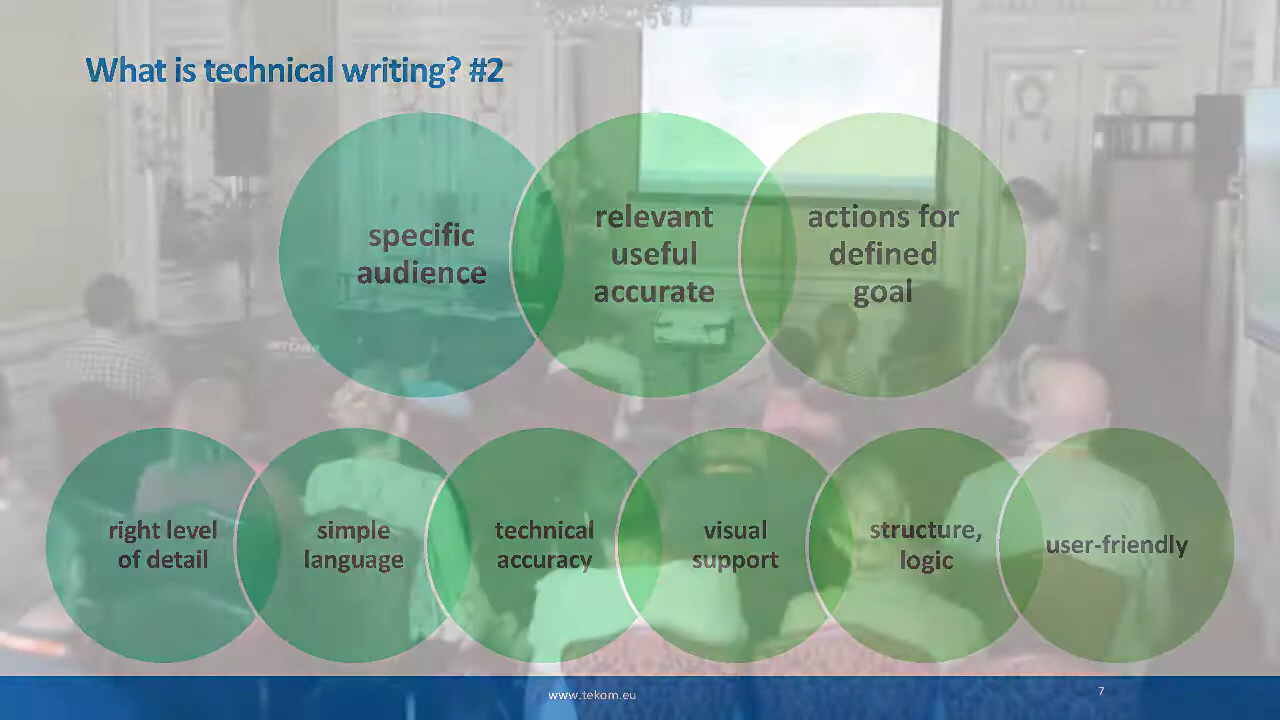 What is technical writing? #2
specific
audience
relevant
useful
accurate
actions for
defined
goal
right level
of detail
simple
language
technical
accuracy
visual
support
structure,
logic
user-friendly
www.tekom.eu
7